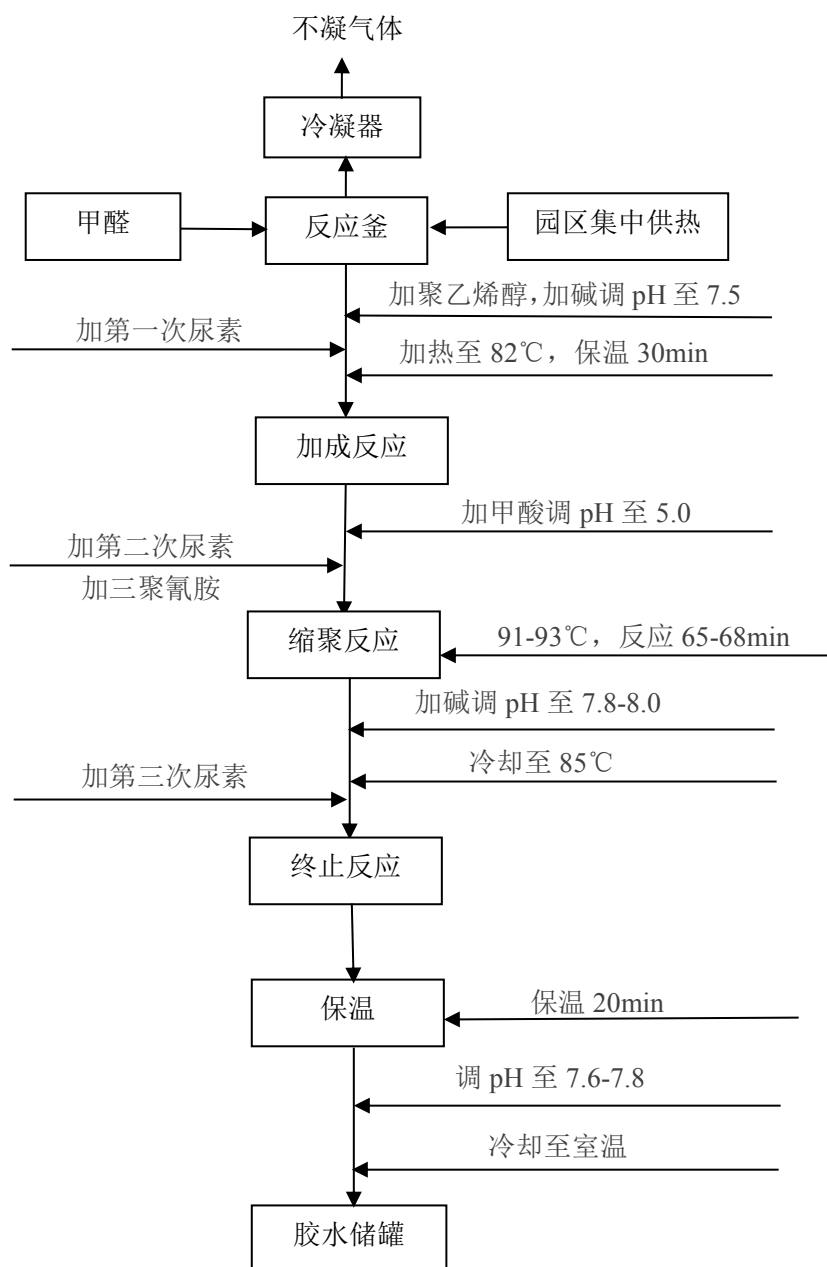 不凝气体
冷凝器
甲醛
反应釜
园区集中供热
加聚乙烯醇,加碱调 pH 至 7.5
加第一次尿素
加热至 82℃，保温 30min
加成反应
加甲酸调 pH 至 5.0
加第二次尿素
加三聚氰胺
缩聚反应
91-93℃，反应 65-68min
加碱调 pH 至 7.8-8.0
加第三次尿素
冷却至 85℃
终止反应
保温
保温 20min
调 pH 至 7.6-7.8
冷却至室温
胶水储罐